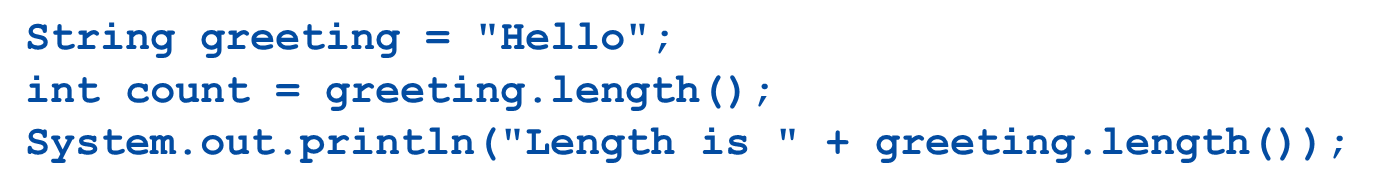 String greeting = "Hello";
int count = greeting.length();
System.out.println("Length is " + greeting.length());